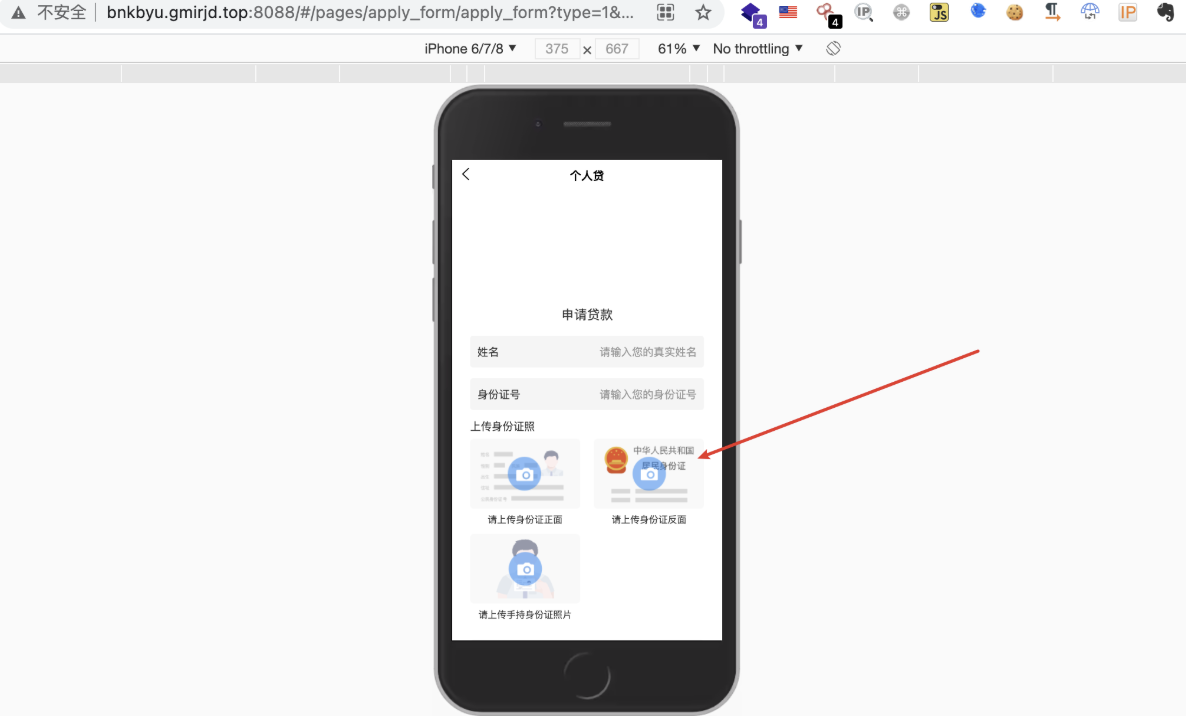 不安全 bnkbyu.gmirjd.top:8088/#/pages/apply_form/apply_form?type=1&...
4 4 IP JS IP
iPhone 6/7/8 ▼ 375 × 667 61% ▼ No throttling ▼
个人贷
申请贷款
姓名 请输入您的真实姓名
身份证号 请输入您的身份证号
上传身份证照
中华人民共和国
居民身份证
请上传身份证正面 请上传身份证反面
请上传手持身份证照片